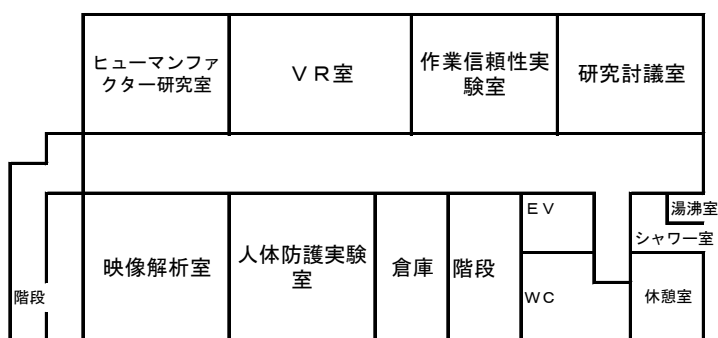 ヒューマンファ
クター研究室
ＶＲ室
作業信頼性実
験室
研究討議室
映像解析室
人体防護実験
室
倉庫
階段
ＥＶ
ＷＣ
湯沸室
シャワー室
休憩室
階段